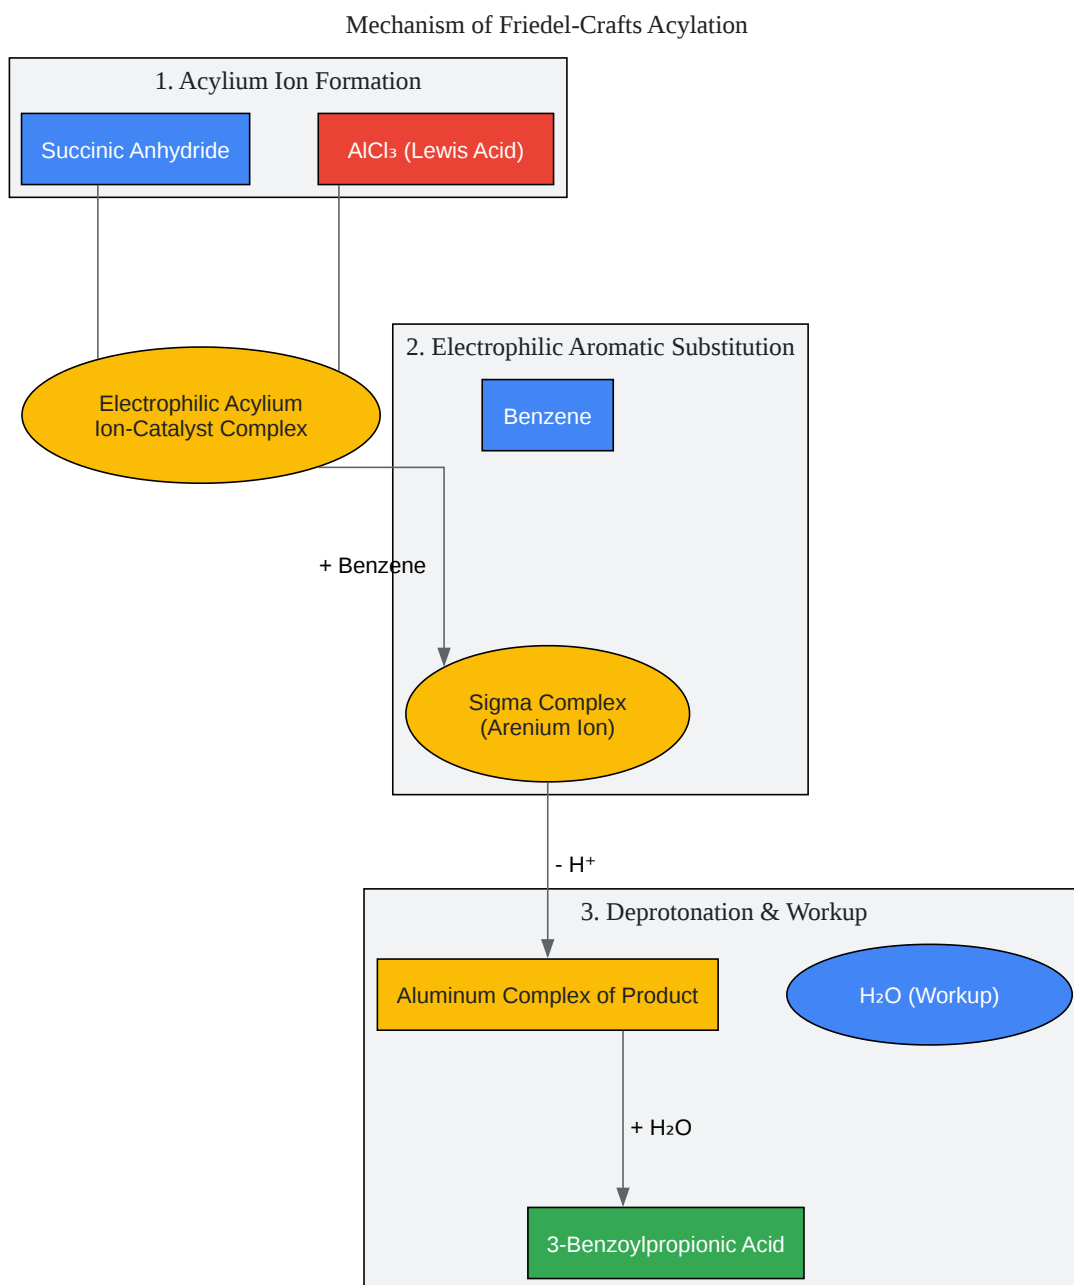 Mechanism of Friedel-Crafts Acylation
1. Acylium Ion Formation
Succinic Anhydride
AlCl₃ (Lewis Acid)
2. Electrophilic Aromatic Substitution
Benzene
Electrophilic Acylium
Ion-Catalyst Complex
+ Benzene
Sigma Complex
(Arenium Ion)
- H⁺
3. Deprotonation & Workup
Aluminum Complex of Product
H₂O (Workup)
+ H₂O
3-Benzoylpropionic Acid